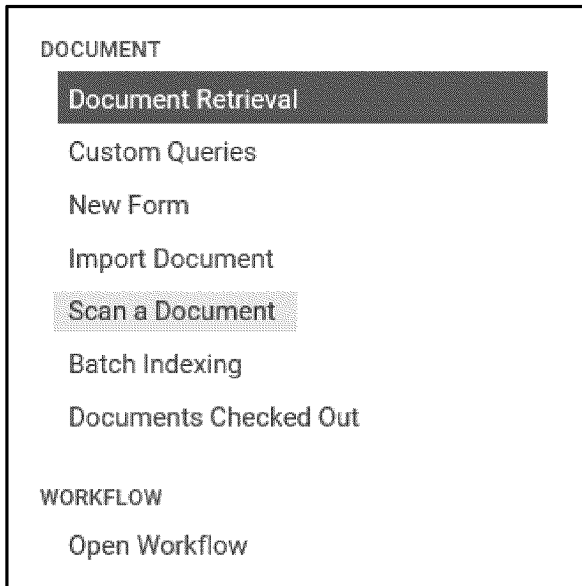 DOCUMENT
Document Retrieval
Custom Queries
New Form
Import Document
Scan a Document
Batch Indexing
Documents Checked Out
WORKFLOW
Open Workflow